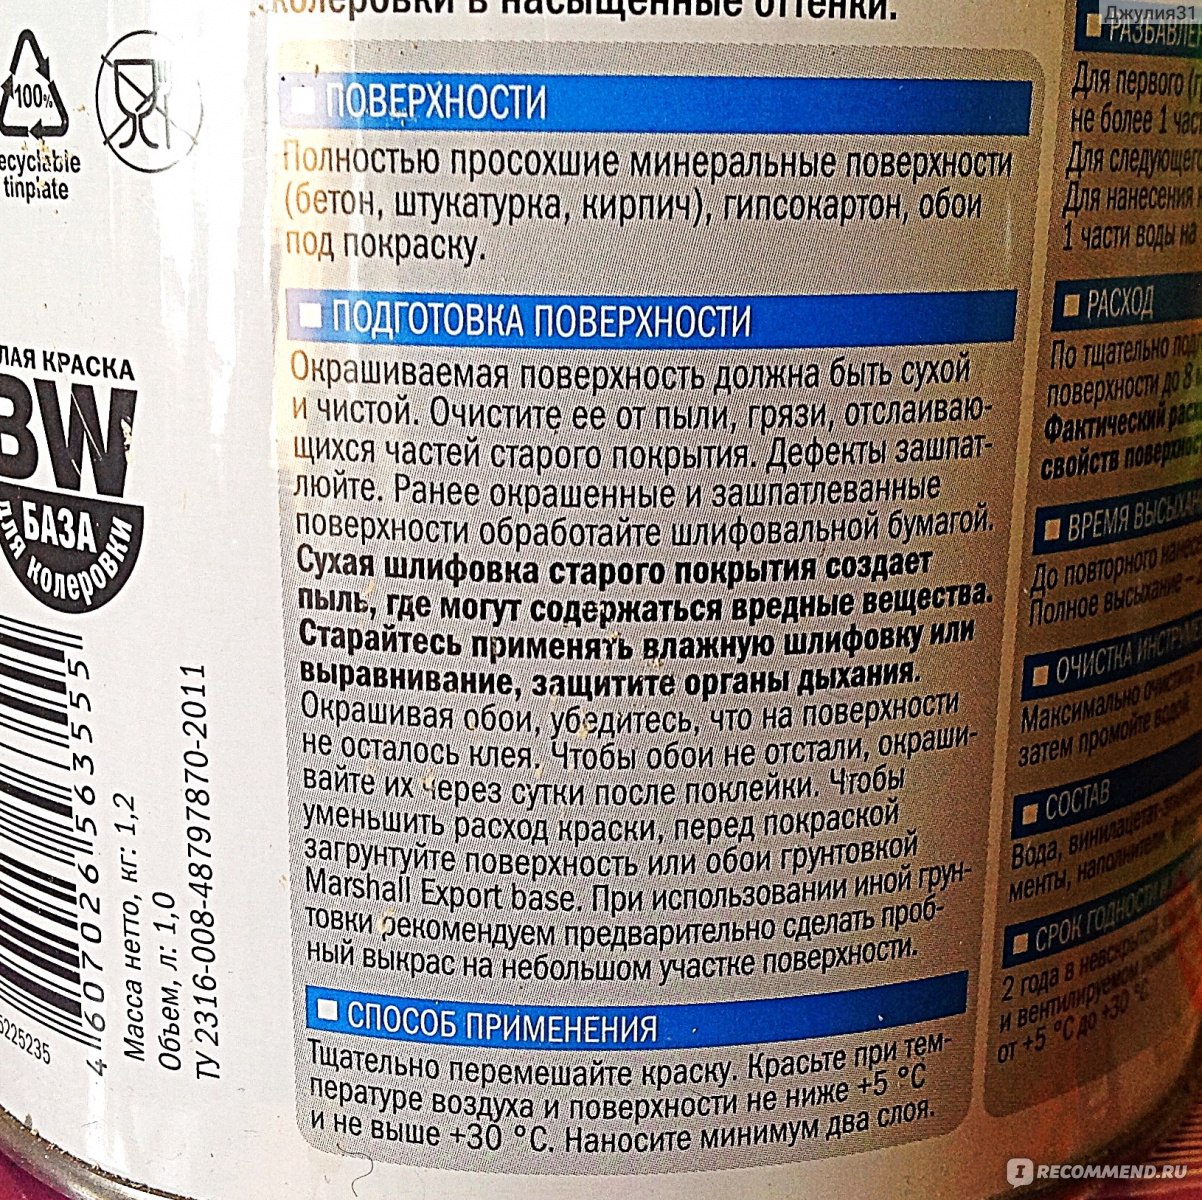 колеровки в насыщенные оттенки.
Джулия31
100%
recyclable
tinplate
КРАСКА
BW
БАЗА
для колеровки
4 607026 563555
225235
Масса нетто, кг: 1,2
Объем, л: 1,0
ТУ 2316-008-48797870-2011
ПОВЕРХНОСТИ
Полностью просохшие минеральные поверхности
(бетон, штукатурка, кирпич), гипсокартон, обои
под покраску.
ПОДГОТОВКА ПОВЕРХНОСТИ
Окрашиваемая поверхность должна быть сухой
и чистой. Очистите ее от пыли, грязи, отслаиваю-
щихся частей старого покрытия. Дефекты зашпат-
люйте. Ранее окрашенные и зашпатлеванные
поверхности обработайте шлифовальной бумагой.
Сухая шлифовка старого покрытия создает
пыль, где могут содержаться вредные вещества.
Старайтесь применять влажную шлифовку или
выравнивание, защитите органы дыхания.
Окрашивая обои, убедитесь, что на поверхности
не осталось клея. Чтобы обои не отстали, окраши-
вайте их через сутки после поклейки. Чтобы
уменьшить расход краски, перед покраской
загрунтуйте поверхность или обои грунтовкой
Marshall Export base. При использовании иной грун-
товки рекомендуем предварительно сделать проб-
ный выкрас на небольшом участке поверхности.
СПОСОБ ПРИМЕНЕНИЯ
Тщательно перемешайте краску. Красьте при тем-
пературе воздуха и поверхности не ниже +5 °C
и не выше +30 °C. Наносите минимум два слоя.
Для первого
не более 1
Для
Для нанесения
1 части воды на
РАСХОД
По тщательно
поверхности до 8
Фактический
свойств
ВРЕМЯ
До повторного
Полное высыхание -
ОЧИСТКА
Максимально
затем промойте водой.
СОСТАВ
Вода,
СРОК ГОДНОСТИ
2 года в
и
от +5 °C до +30 °C.
IRECOMMEND.RU